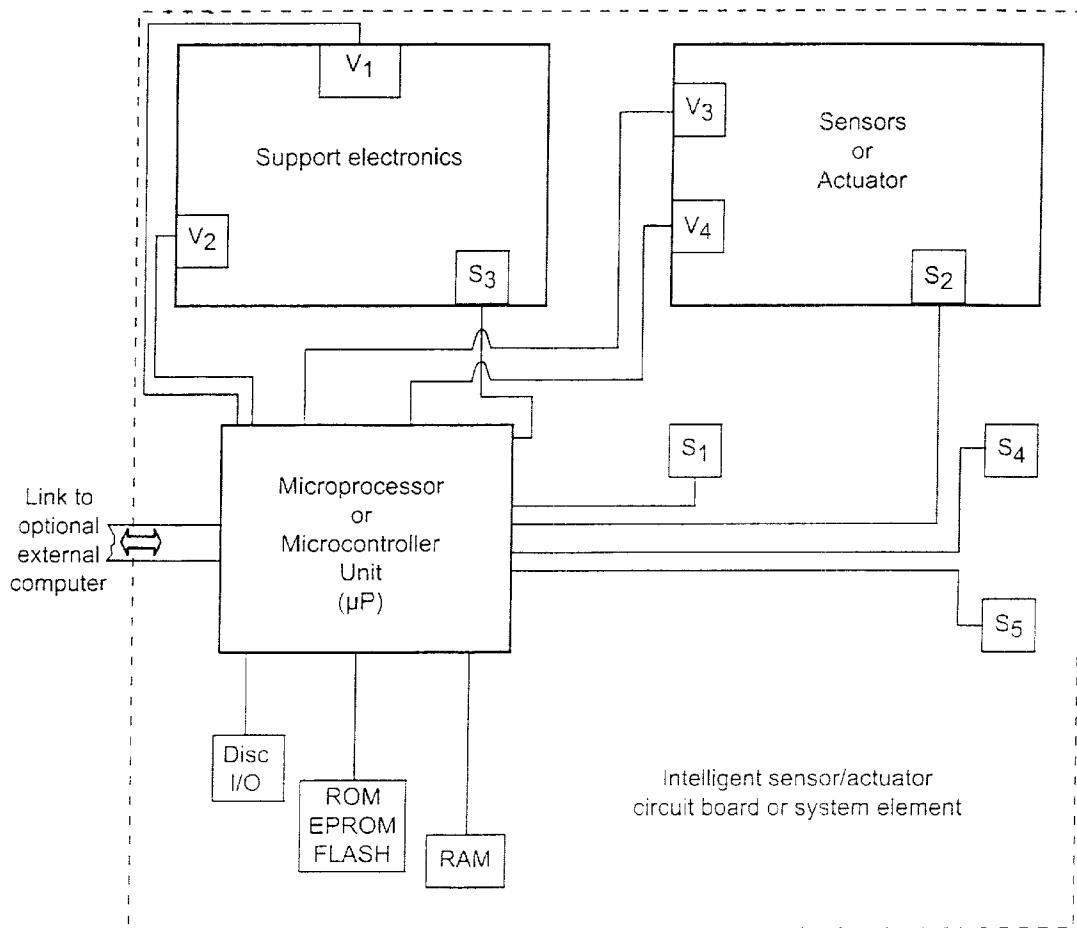 V1
Support electronics
V2
S3
V3
V4
Sensors
or
Actuator
S2
S1
S4
S5
Link to
optional
external
computer
Microprocessor
or
Microcontroller
Unit
(µP)
Disc
I/O
ROM
EPROM
FLASH
RAM
Intelligent sensor/actuator
circuit board or system element